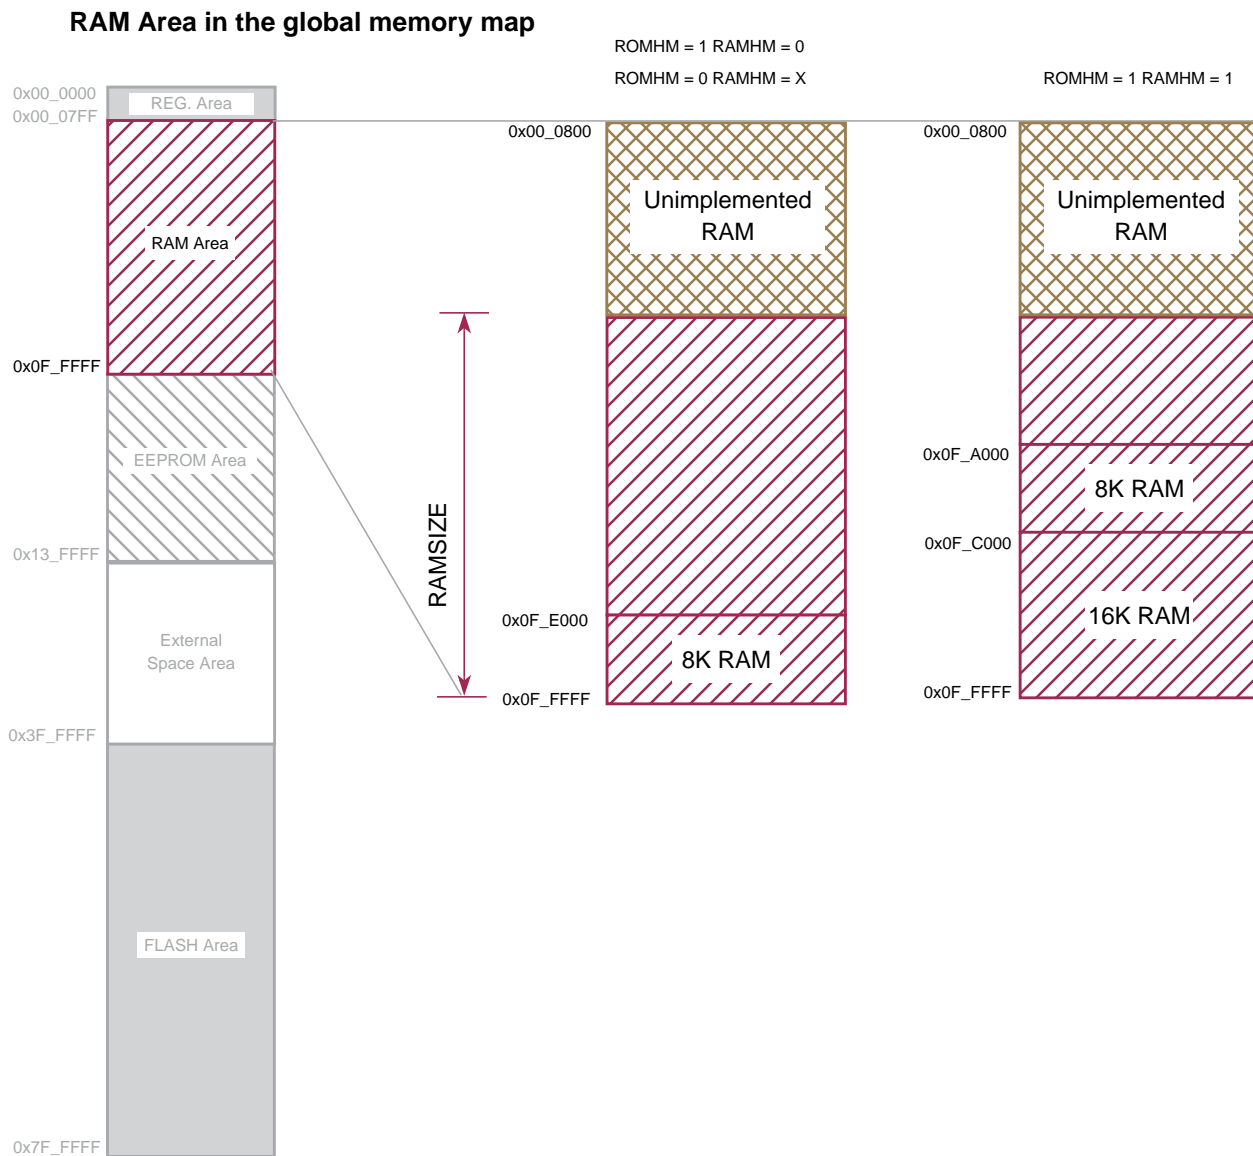 RAM Area in the global memory map
ROMHM = 1 RAMHM = 0
ROMHM = 0 RAMHM = X
ROMHM = 1 RAMHM = 1
0x00_0000
REG. Area
0x00_07FF
RAM Area
0x0F_FFFF
EEPROM Area
0x13_FFFF
External
Space Area
0x3F_FFFF
FLASH Area
0x7F_FFFF
RAMSIZE
0x00_0800
Unimplemented
RAM
0x0F_E000
8K RAM
0x0F_FFFF
0x00_0800
Unimplemented
RAM
0x0F_A000
8K RAM
0x0F_C000
16K RAM
0x0F_FFFF